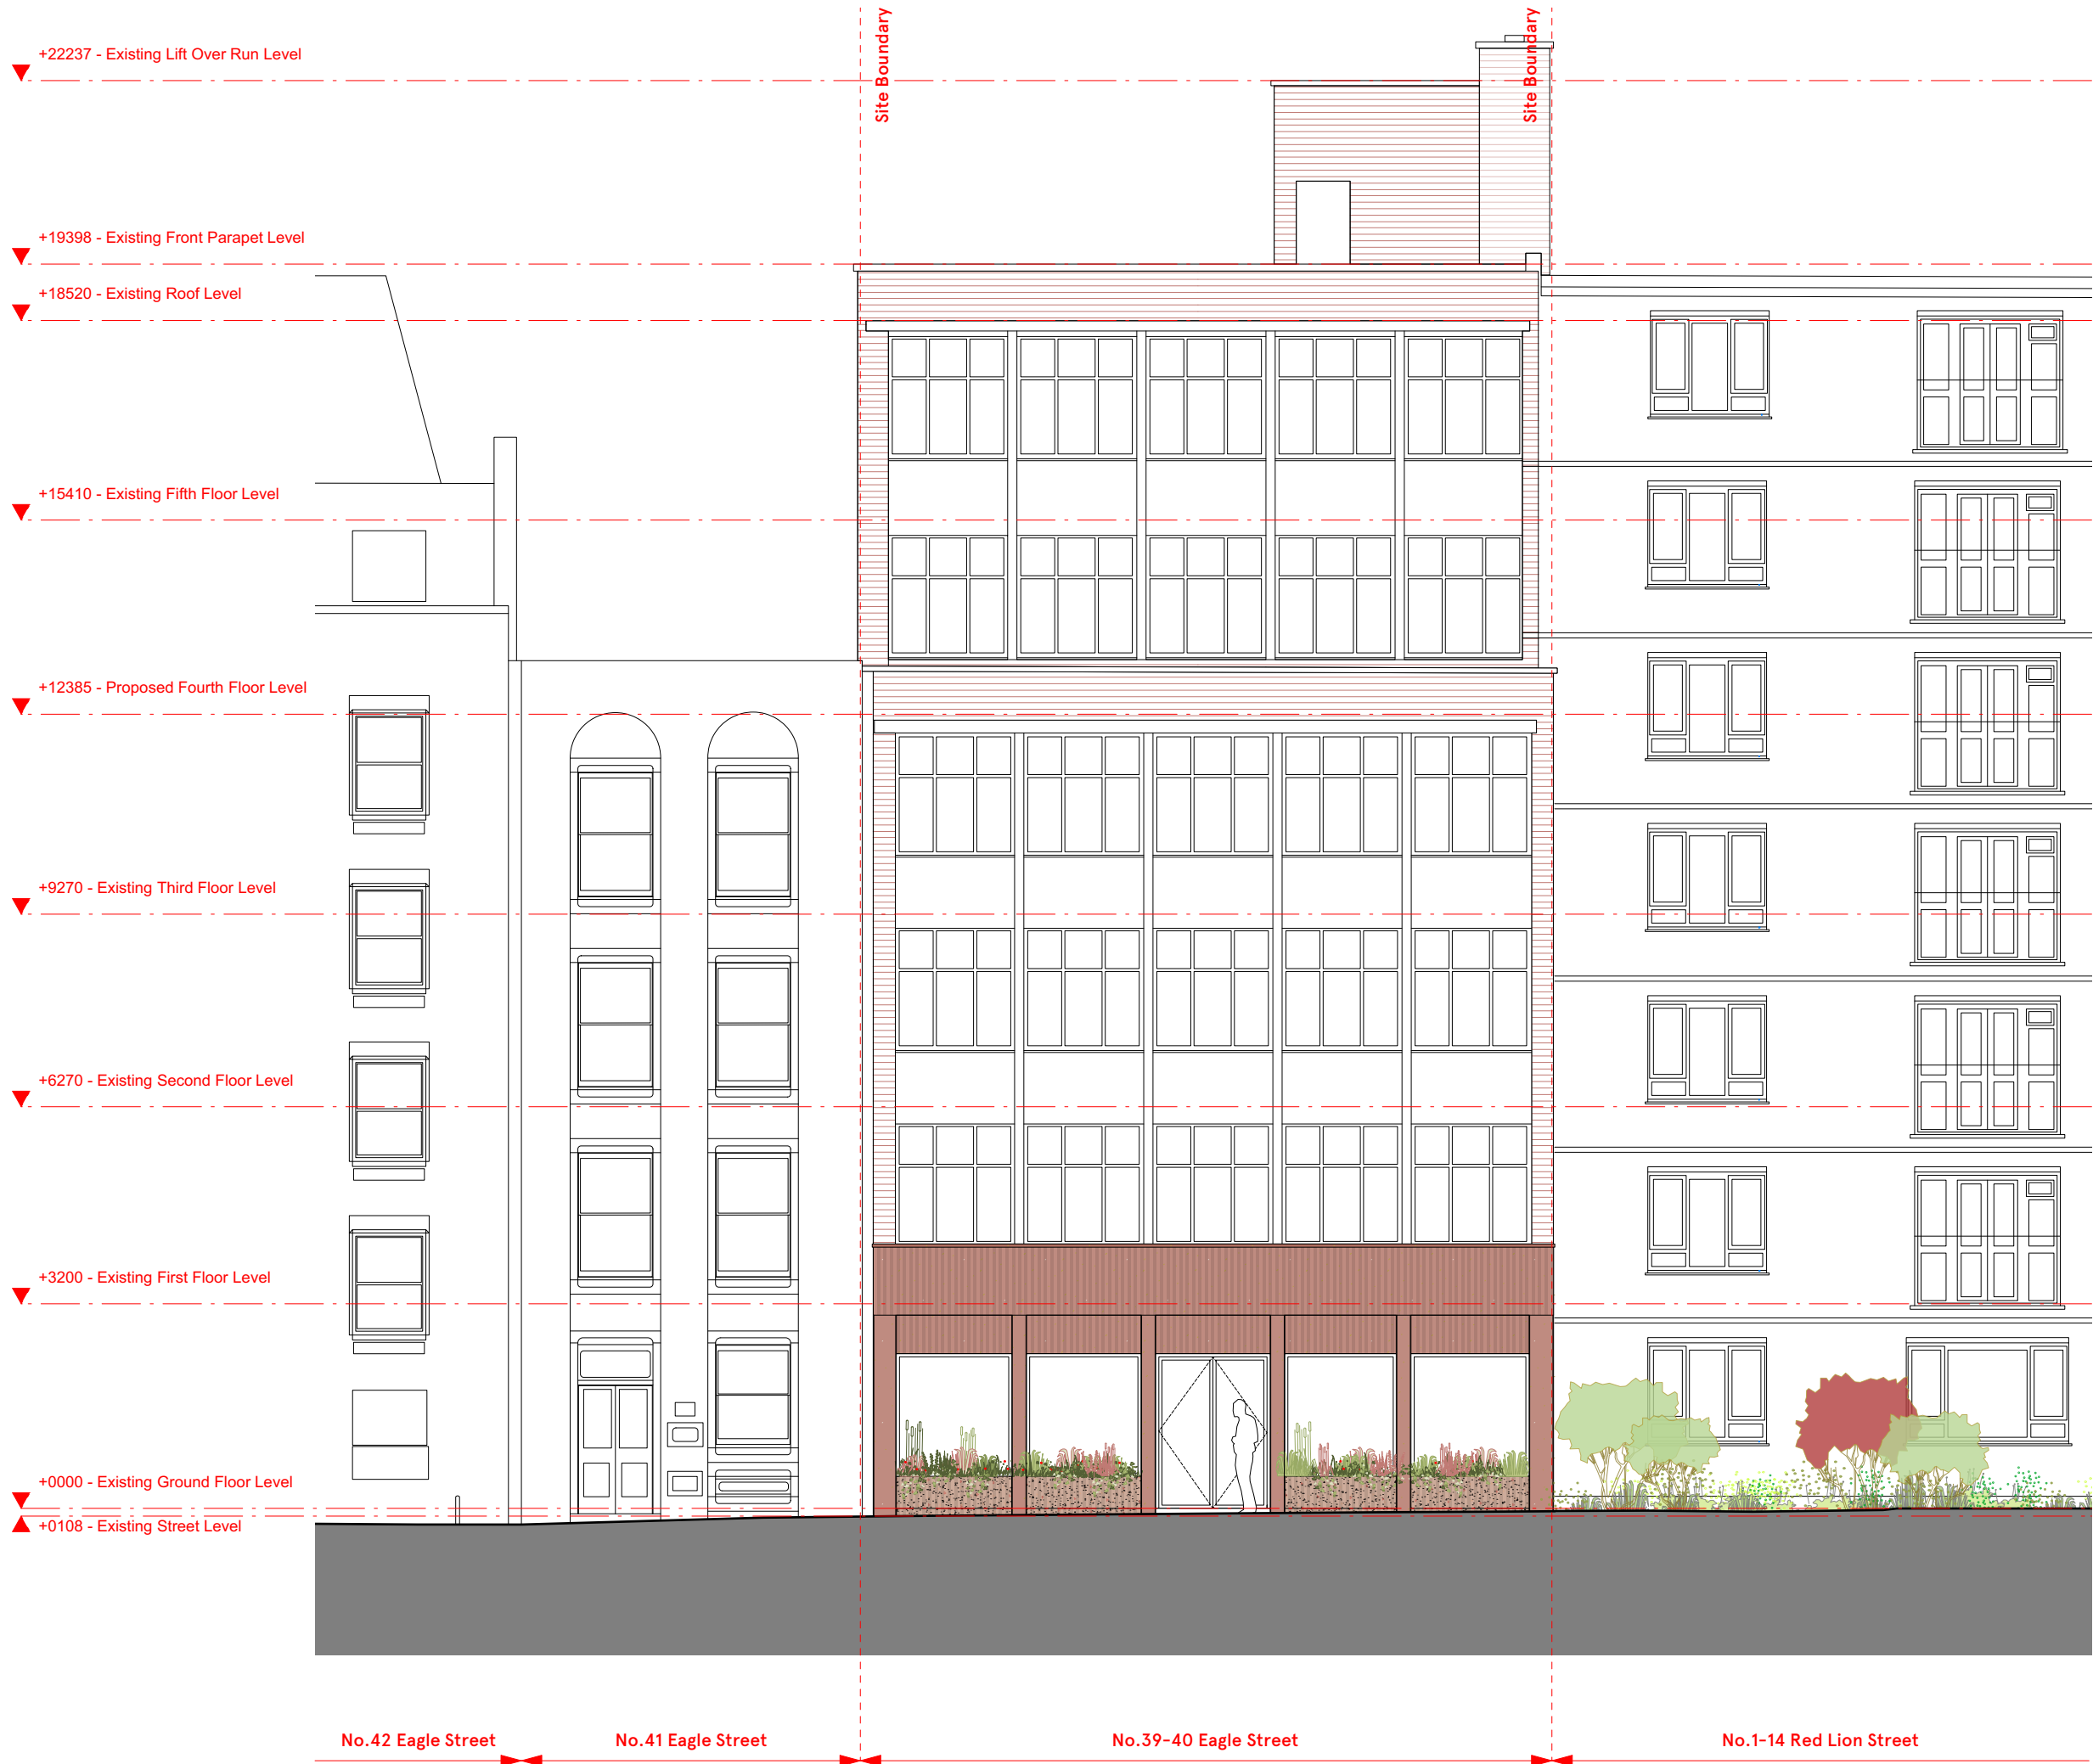 +22237 - Existing Lift Over Run Level
Site Boundary
Site Boundary
+19398 - Existing Front Parapet Level
+18520 - Existing Roof Level
+15410 - Existing Fifth Floor Level
+12385 - Proposed Fourth Floor Level
+9270 - Existing Third Floor Level
+6270 - Existing Second Floor Level
+3200 - Existing First Floor Level
+0000 - Existing Ground Floor Level
+0108 - Existing Street Level
No.42 Eagle Street
No.41 Eagle Street
No.39-40 Eagle Street
No.1-14 Red Lion Street